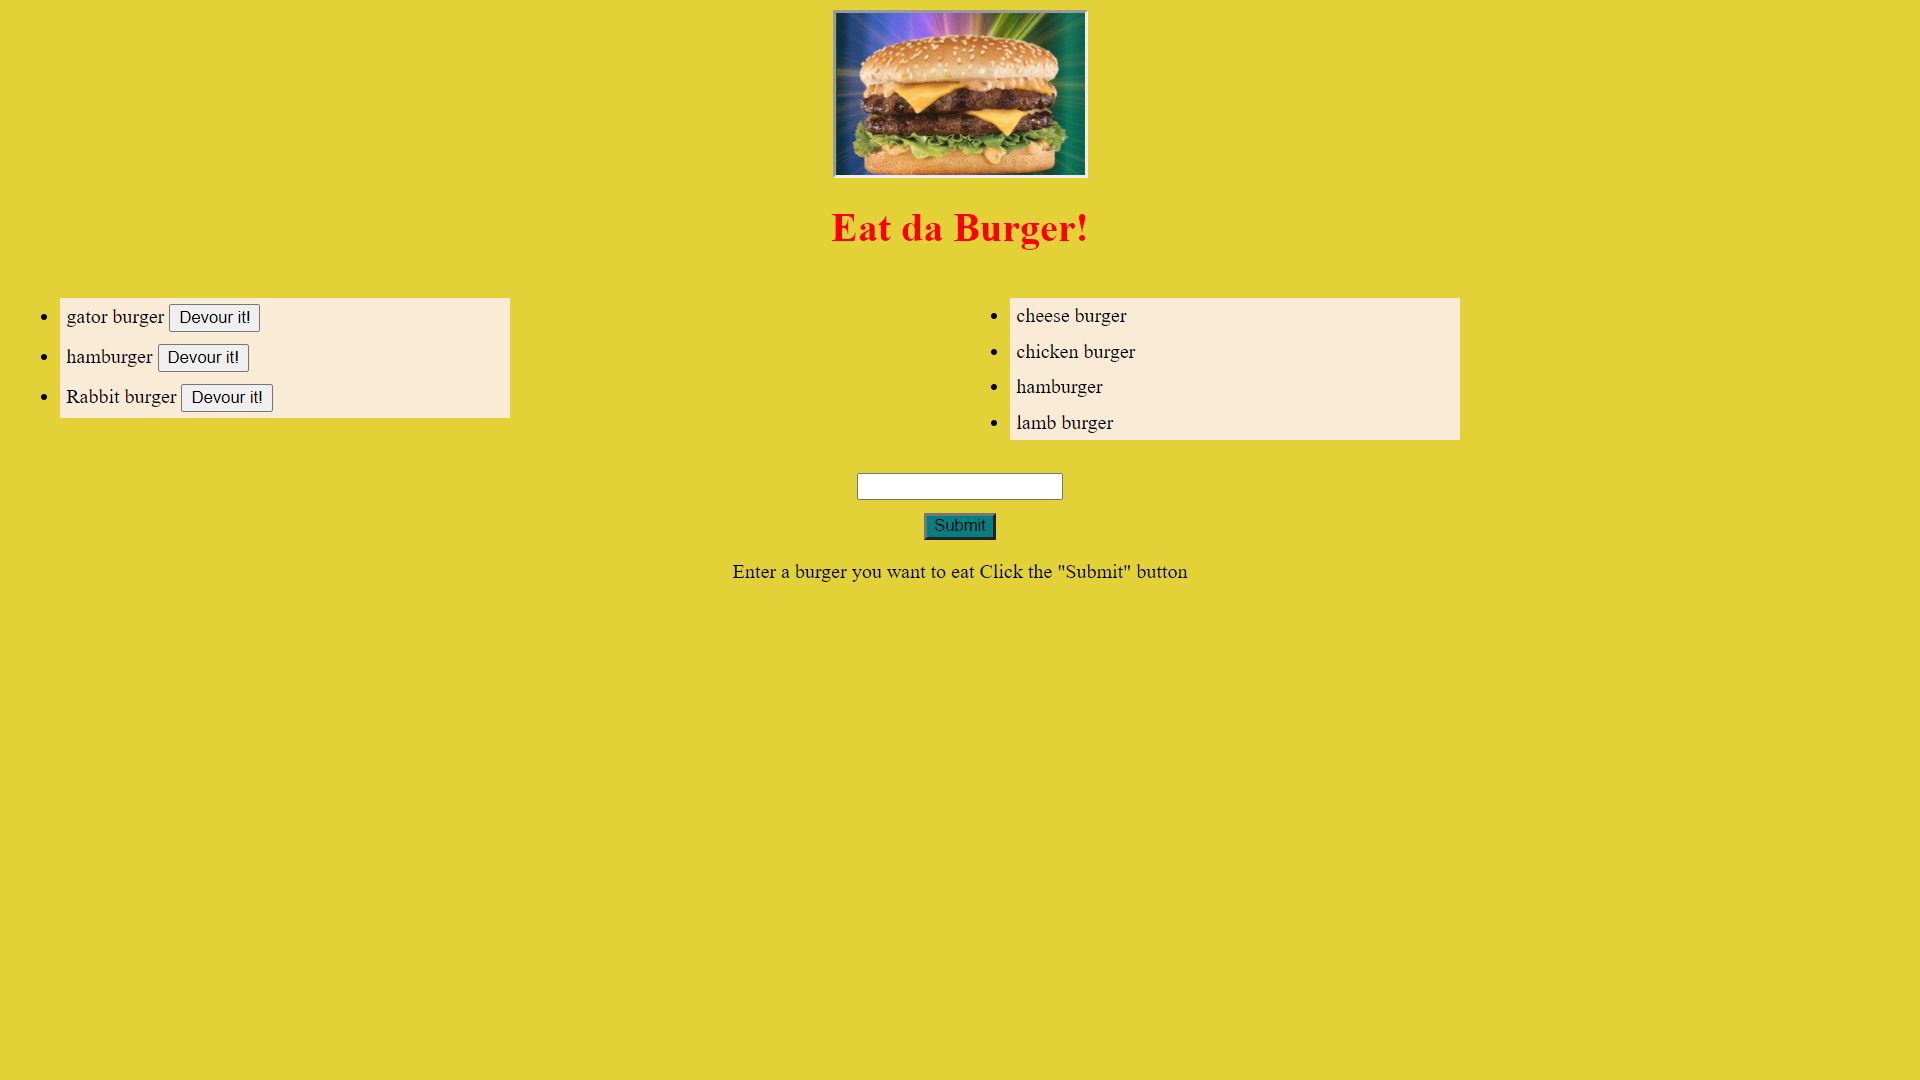 Eat da Burger!
gator burger Devour it!
hamburger Devour it!
Rabbit burger Devour it!
cheese burger
chicken burger
hamburger
lamb burger
Submit
Enter a burger you want to eat Click the "Submit" button